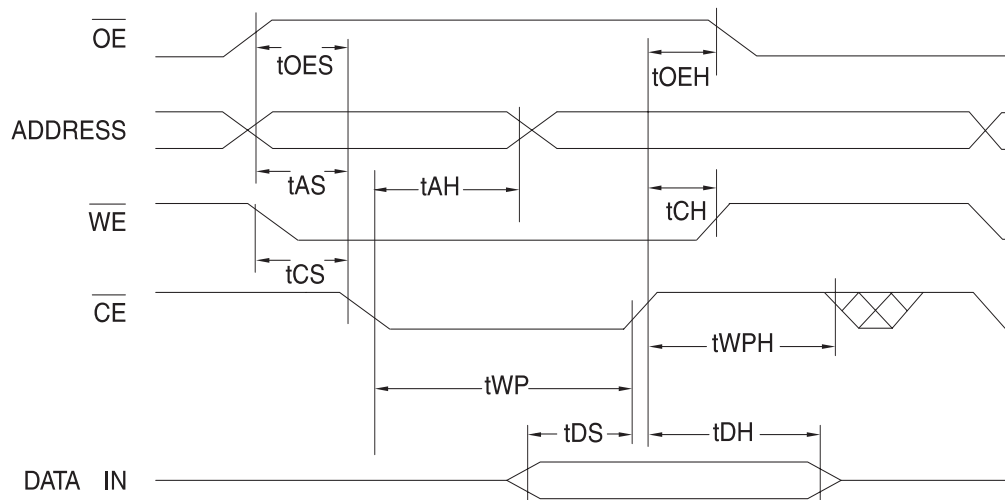 OE
tOES
tOEH
ADDRESS
tAS
tAH
tCH
WE
tCS
CE
tWPH
tWP
tDS
tDH
DATA IN